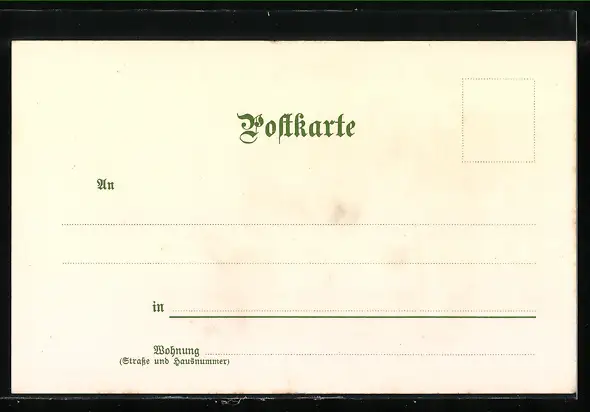 Postkarte
An
in
Wohnung
(Straße und Hausnummer)